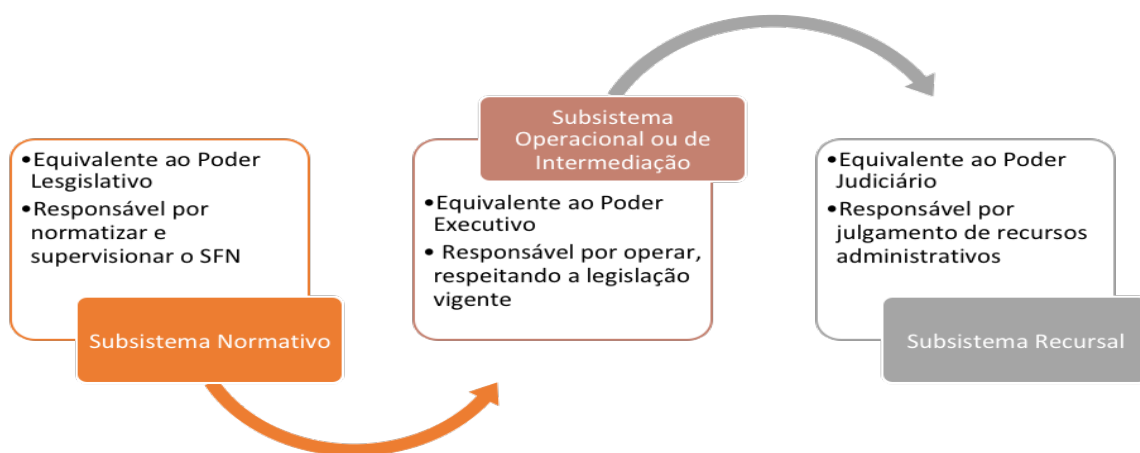 •Equivalente ao Poder
Lesgislativo
•Responsável por
normatizar e
supervisionar o SFN
Subsistema Normativo
Subsistema
Operacional ou de
Intermediação
•Equivalente ao Poder
Executivo
• Responsável por operar,
respeitando a legislação
vigente
•Equivalente ao Poder
Judiciário
•Responsável por
julgamento de recursos
administrativos
Subsistema Recursal